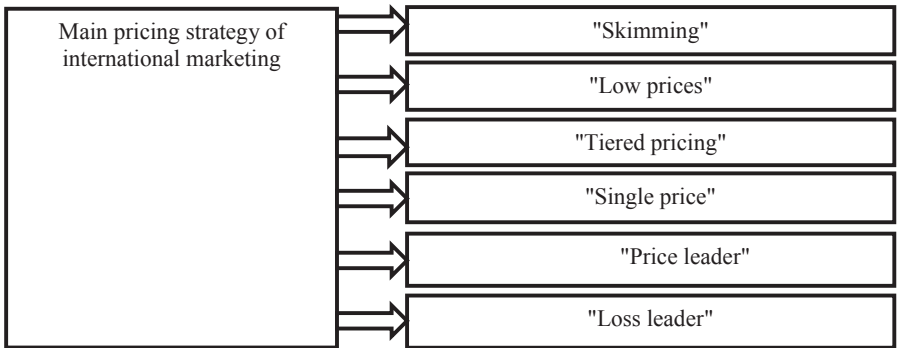 Main pricing strategy of
international marketing
"Skimming"
"Low prices"
"Tiered pricing"
"Single price"
"Price leader"
"Loss leader"